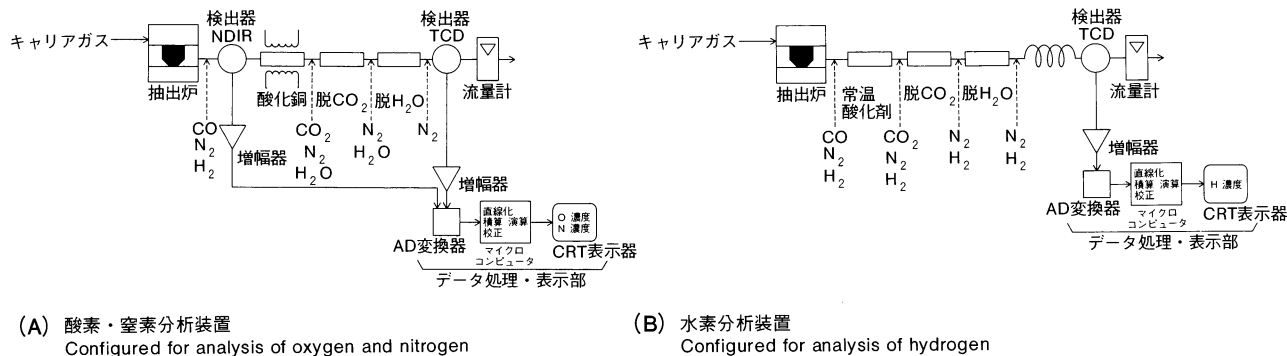 キャリアガス
抽出炉
検出器
NDIR
酸化銅
脱CO₂
脱H₂O
検出器
TCD
流量計
CO
N₂
H₂
CO₂
N₂
H₂O
N₂
H₂O
N₂
増幅器
増幅器
AD変換器
直線化
積算 演算
校正
マイクロ
コンピュータ
O 濃度
N 濃度
CRT表示器
データ処理・表示部
(A) 酸素・窒素分析装置
Configured for analysis of oxygen and nitrogen
キャリアガス
抽出炉
常温
酸化剤
脱CO₂
脱H₂O
検出器
TCD
流量計
CO
N₂
H₂
CO₂
N₂
H₂
N₂
H₂
N₂
H₂
増幅器
AD変換器
直線化
積算 演算
校正
マイクロ
コンピュータ
H 濃度
CRT表示器
データ処理・表示部
(B) 水素分析装置
Configured for analysis of hydrogen